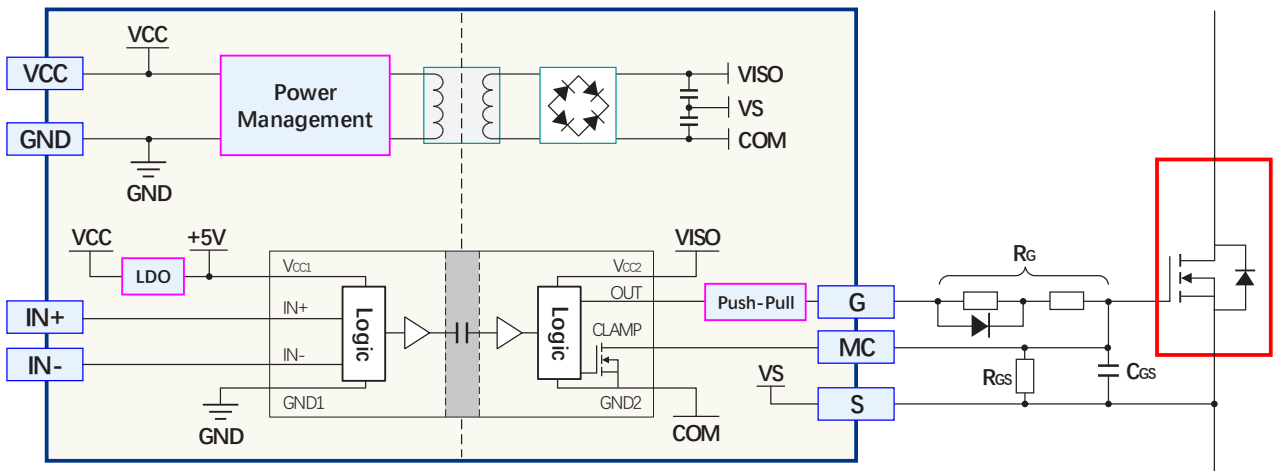 VCC
VCC
Power
Management
VISO
VS
COM
GND
GND
VCC
+5V
LDO
VCC1
VISO
VCC2
OUT
Push-Pull
G
RG
IN+
IN+
Logic
Logic
CLAMP
MC
IN-
IN-
VS
RGS
CGS
S
GND1
GND2
GND
COM